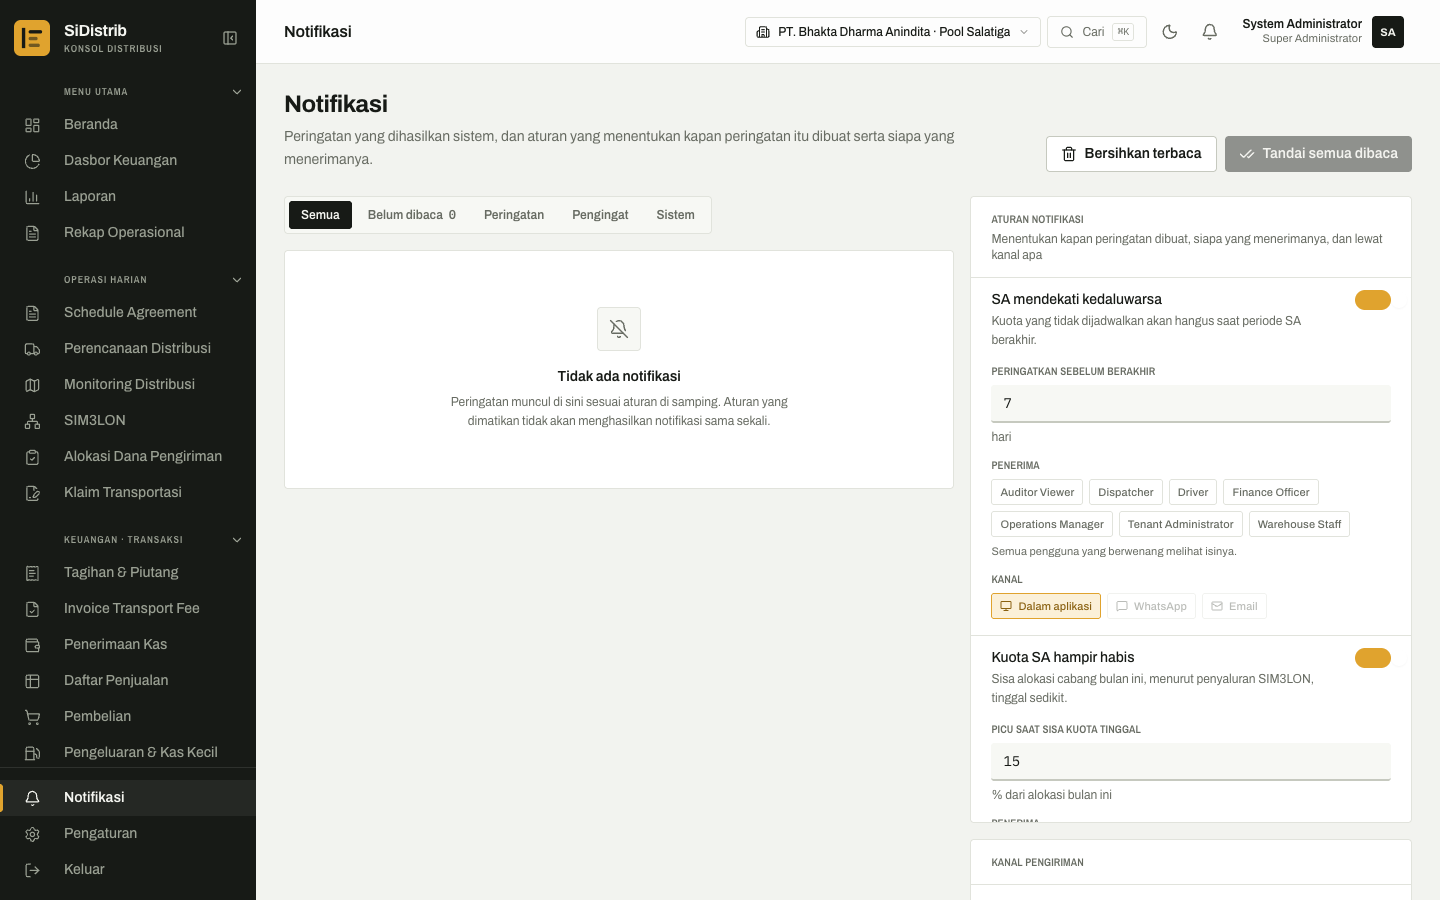 SiDistrib
KONSOL DISTRIBUSI
MENU UTAMA
Beranda
Dasbor Keuangan
Laporan
Rekap Operasional
OPERASI HARIAN
Schedule Agreement
Perencanaan Distribusi
Monitoring Distribusi
SIM3LON
Alokasi Dana Pengiriman
Klaim Transportasi
KEUANGAN · TRANSAKSI
Tagihan & Piutang
Invoice Transport Fee
Penerimaan Kas
Daftar Penjualan
Pembelian
Pengeluaran & Kas Kecil
Notifikasi
Pengaturan
Keluar
Notifikasi
PT. Bhakta Dharma Anindita · Pool Salatiga
Cari ⌘K
System Administrator
Super Administrator
SA
Notifikasi
Peringatan yang dihasilkan sistem, dan aturan yang menentukan kapan peringatan itu dibuat serta siapa yang
menerimanya.
Bersihkan terbaca
Tandai semua dibaca
Semua
Belum dibaca 0
Peringatan
Pengingat
Sistem
Tidak ada notifikasi
Peringatan muncul di sini sesuai aturan di samping. Aturan yang
dimatikan tidak akan menghasilkan notifikasi sama sekali.
ATURAN NOTIFIKASI
Menentukan kapan peringatan dibuat, siapa yang menerimanya, dan lewat
kanal apa
SA mendekati kedaluwarsa
Kuota yang tidak dijadwalkan akan hangus saat periode SA
berakhir.
PERINGATKAN SEBELUM BERAKHIR
7
hari
PENERIMA
Auditor Viewer
Dispatcher
Driver
Finance Officer
Operations Manager
Tenant Administrator
Warehouse Staff
Semua pengguna yang berwenang melihat isinya.
KANAL
Dalam aplikasi
WhatsApp
Email
Kuota SA hampir habis
Sisa alokasi cabang bulan ini, menurut penyaluran SIM3LON,
tinggal sedikit.
PICU SAAT SISA KUOTA TINGGAL
15
% dari alokasi bulan ini
PENERIMA
KANAL PENGIRIMAN